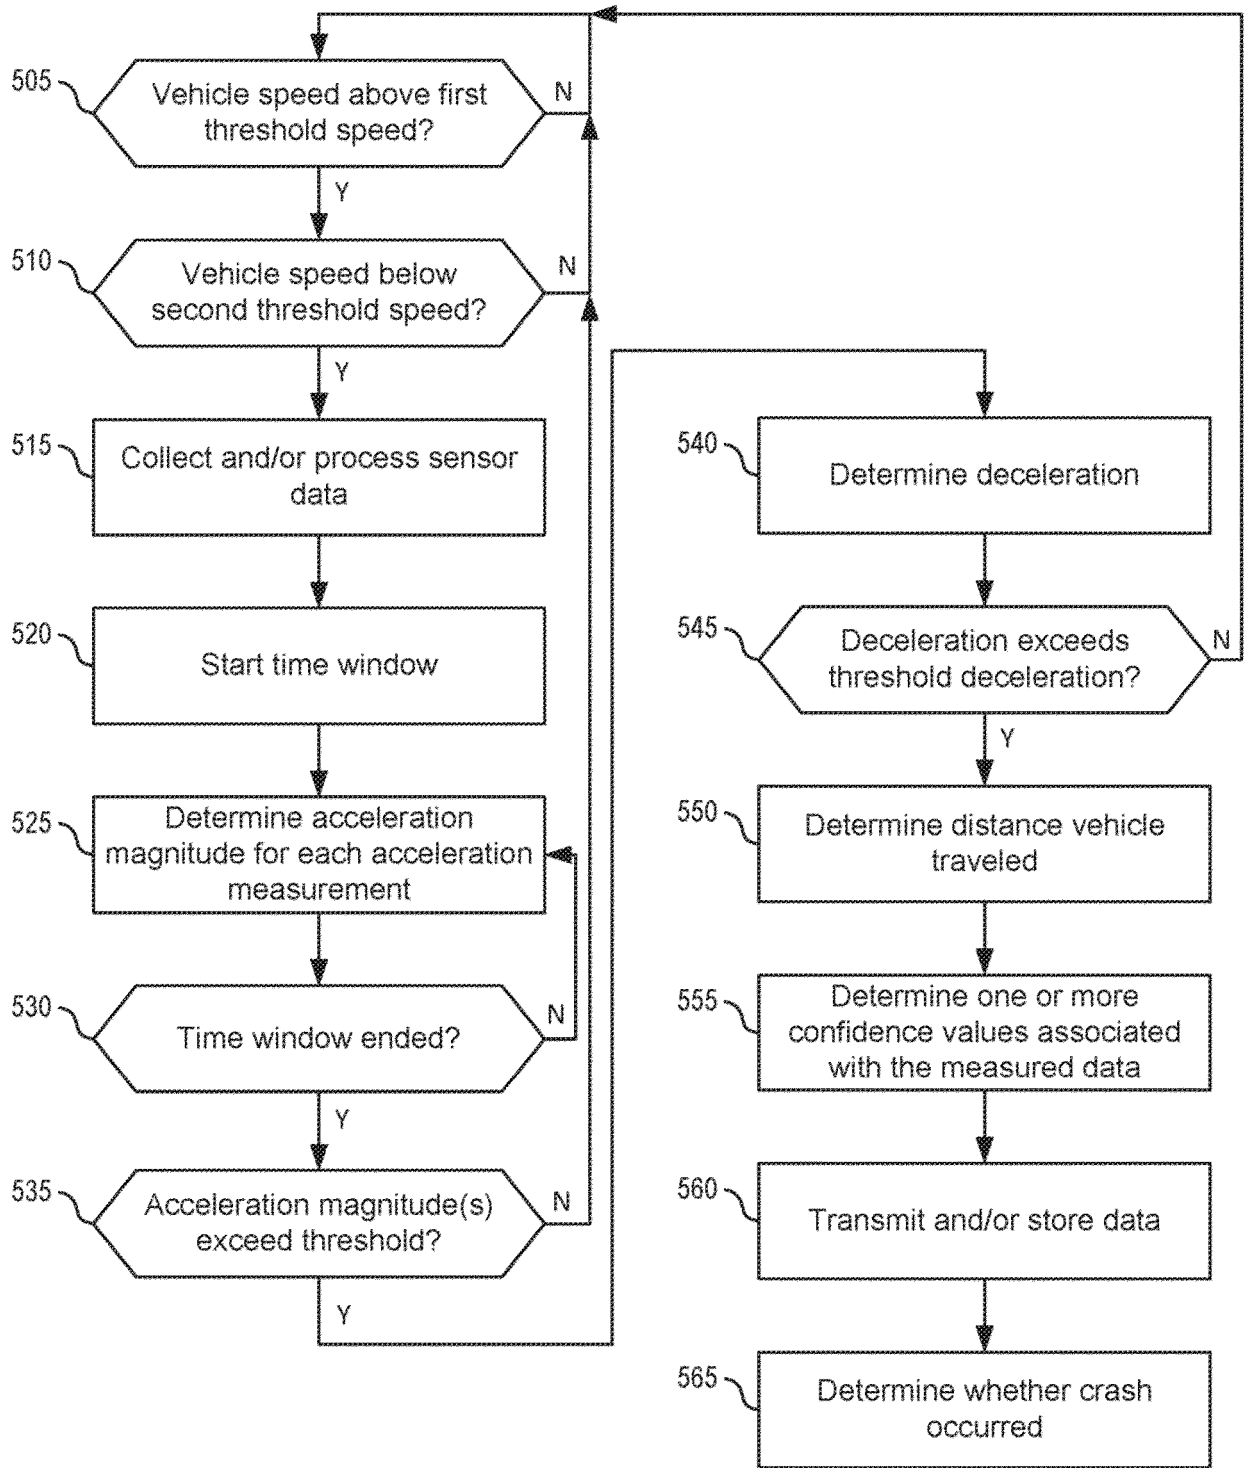 505
Vehicle speed above first
threshold speed?
N
Y
510
Vehicle speed below
second threshold speed?
N
Y
515
Collect and/or process sensor
data
520
Start time window
525
Determine acceleration
magnitude for each acceleration
measurement
530
Time window ended?
N
Y
535
Acceleration magnitude(s)
exceed threshold?
N
Y
540
Determine deceleration
545
Deceleration exceeds
threshold deceleration?
N
Y
550
Determine distance vehicle
traveled
555
Determine one or more
confidence values associated
with the measured data
560
Transmit and/or store data
565
Determine whether crash
occurred